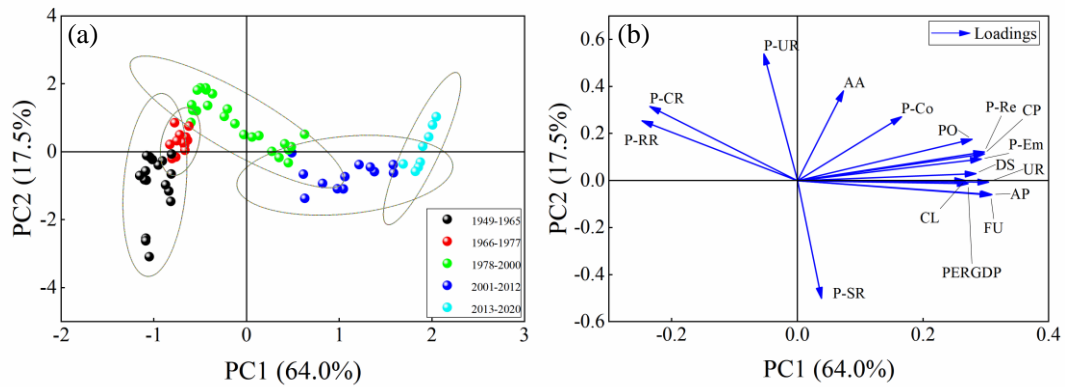 (a)
PC2 (17.5%)
4
2
0
-2
-4
-2
-1
0
1
2
3
PC1 (64.0%)
1949-1965
1966-1977
1978-2000
2001-2012
2013-2020
(b)
PC2 (17.5%)
0.6
0.4
0.2
0.0
-0.2
-0.4
-0.6
-0.2
0.0
0.2
0.4
PC1 (64.0%)
Loadings
P-UR
AA
P-CR
P-Co
P-Re
CP
P-RR
PO
P-Em
DS
UR
CL
AP
FU
PERGDP
P-SR